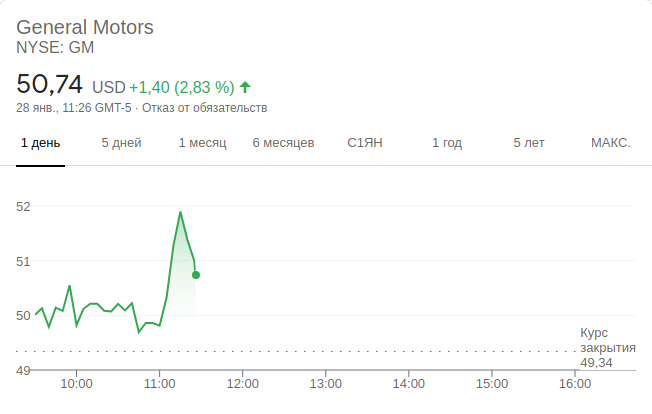 General Motors
NYSE: GM
50,74 USD +1,40 (2,83 %)
28 янв., 11:26 GMT-5 · Отказ от обязательств
1 день 5 дней 1 месяц 6 месяцев С1ЯН 1 год 5 лет МАКС.
52
51
50
Курс
закрытия
49,34
49
10:00 11:00 12:00 13:00 14:00 15:00 16:00